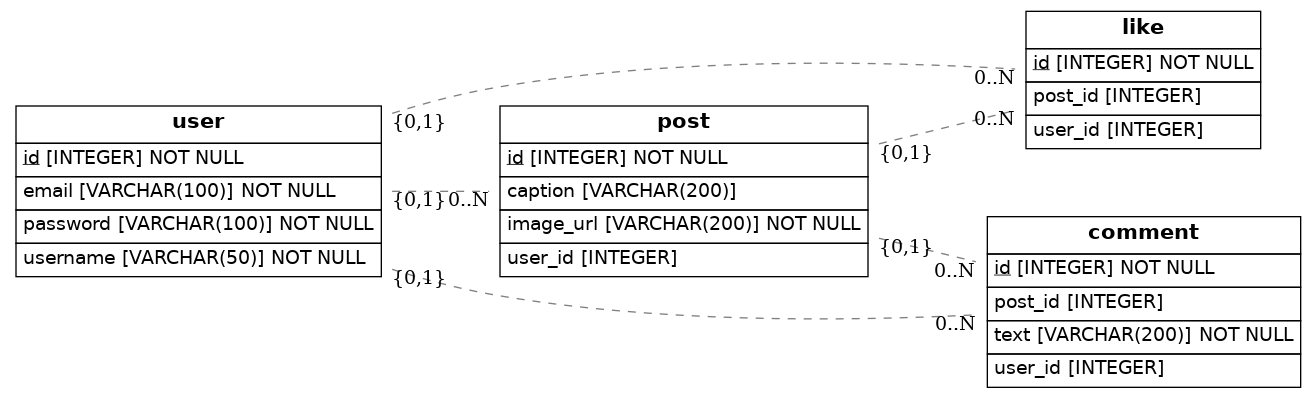 like
id [INTEGER] NOT NULL
post_id [INTEGER]
user_id [INTEGER]
0..N
0..N
user
id [INTEGER] NOT NULL
email [VARCHAR(100)] NOT NULL
password [VARCHAR(100)] NOT NULL
username [VARCHAR(50)] NOT NULL
{0,1}
{0,1}
0..N
{0,1}
post
id [INTEGER] NOT NULL
caption [VARCHAR(200)]
image_url [VARCHAR(200)] NOT NULL
user_id [INTEGER]
{0,1}
{0,1}
0..N
0..N
comment
id [INTEGER] NOT NULL
post_id [INTEGER]
text [VARCHAR(200)] NOT NULL
user_id [INTEGER]